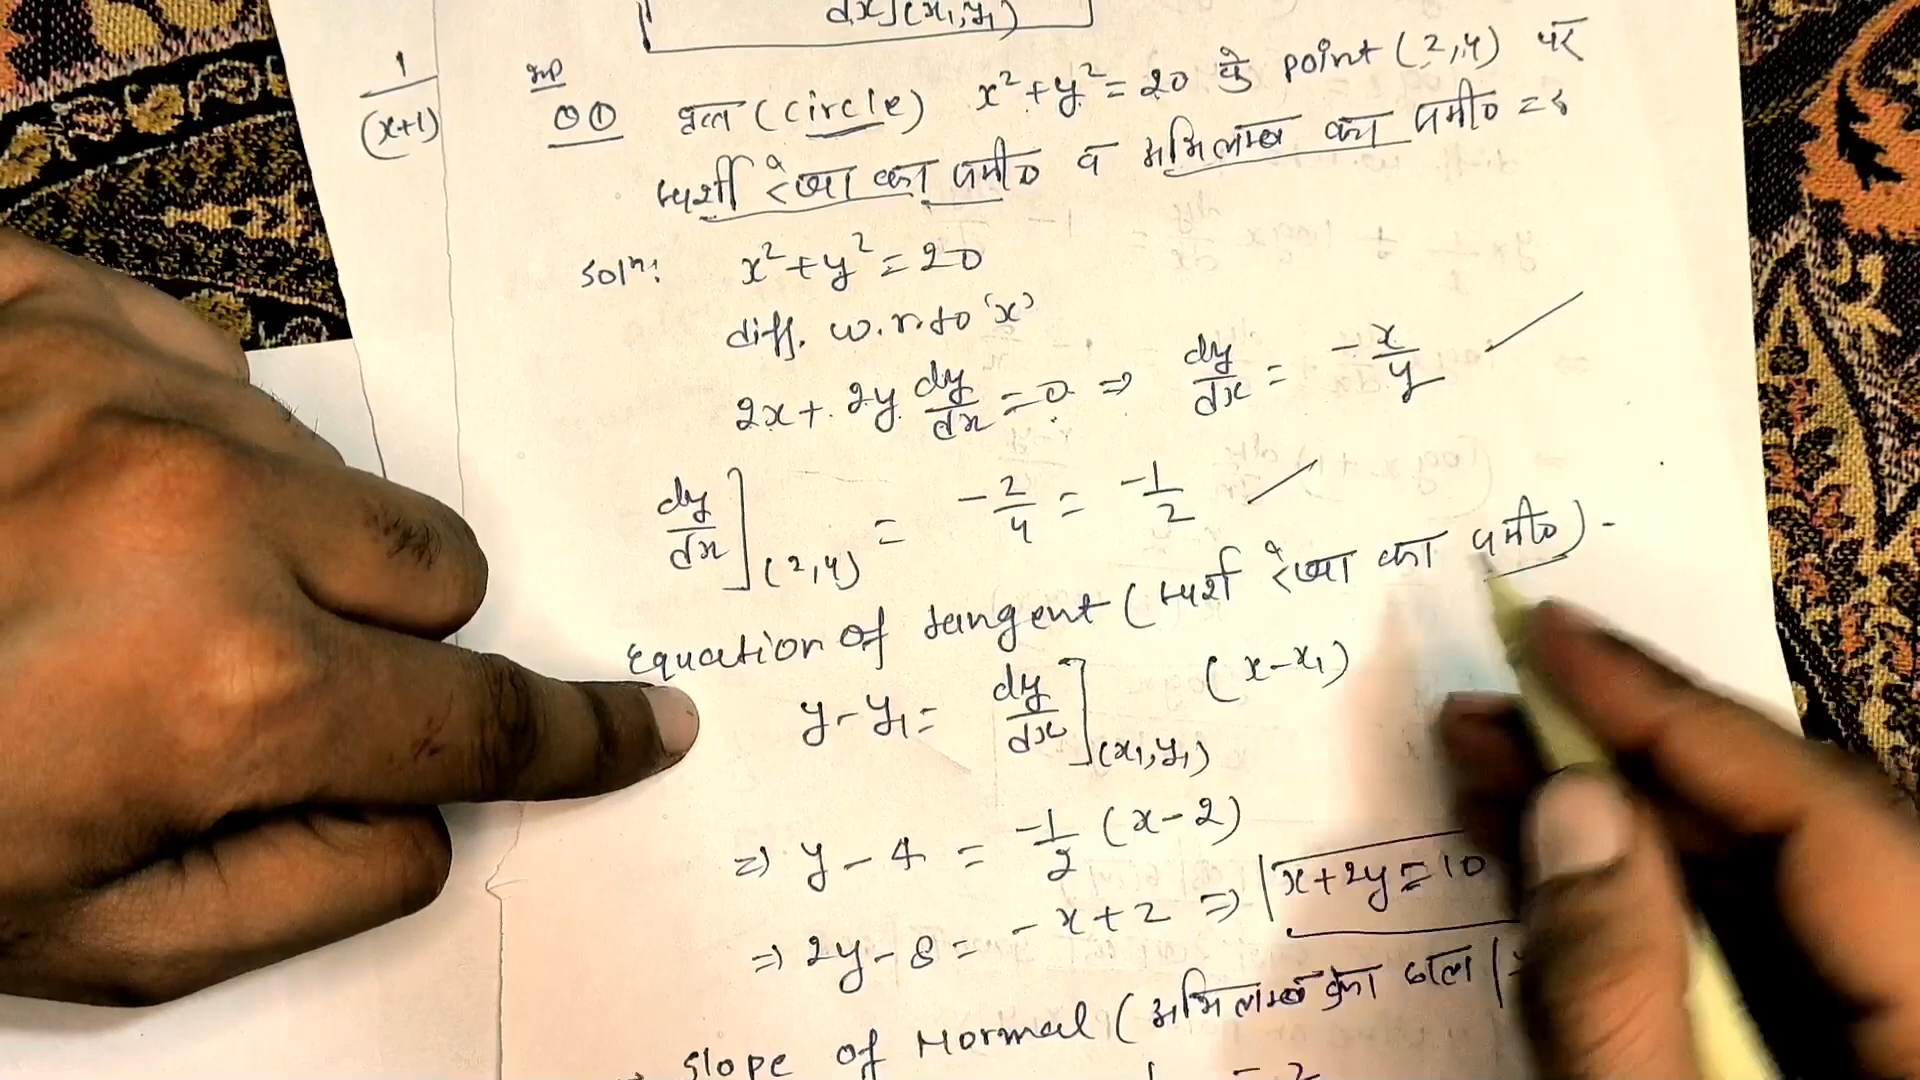 dx](x₁,y₁)
1/(x+1)
Imp
Q① वृत्त (circle) x²+y²=20 के point (2,4) पर
स्पर्श रेखा का समी० व अभिलम्ब का समी० =?
Solⁿ: x²+y²=20
diff. w.r.to 'x'
2x+2y dy/dx=0 ⇒ dy/dx = -x/y
dy/dx](2,4) = -2/4 = -1/2
Equation of tangent (स्पर्श रेखा का समी०) -
y-y₁= dy/dx](x₁,y₁) (x-x₁)
⇒ y-4 = -1/2 (x-2)
⇒ 2y-8= -x+2 ⇒ x+2y=10
Slope of Normal (अभिलम्ब का ढाल